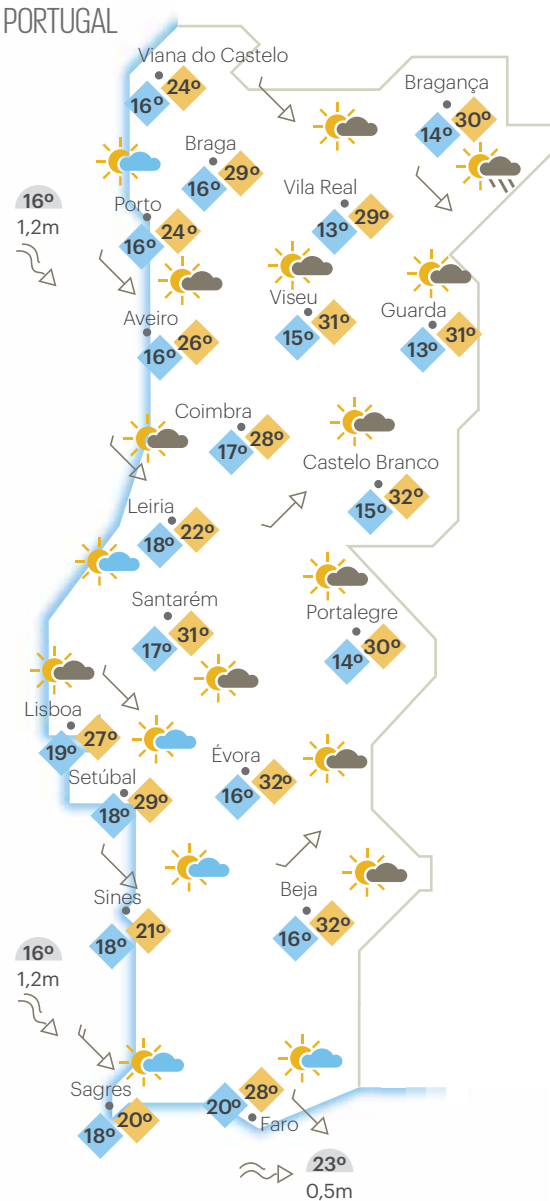 PORTUGAL
Viana do Castelo
16º 24º
Bragança
14º 30º
Braga
16º 29º
Vila Real
13º 29º
16º
1,2m
Porto
16º 24º
Viseu
15º 31º
Guarda
13º 31º
Aveiro
16º 26º
Coimbra
17º 28º
Castelo Branco
15º 32º
Leiria
18º 22º
Santarém
17º 31º
Portalegre
14º 30º
Lisboa
19º 27º
Setúbal
18º 29º
Évora
16º 32º
Sines
18º 21º
Beja
16º 32º
16º
1,2m
Sagres
18º 20º
20º 28º
Faro
23º
0,5m